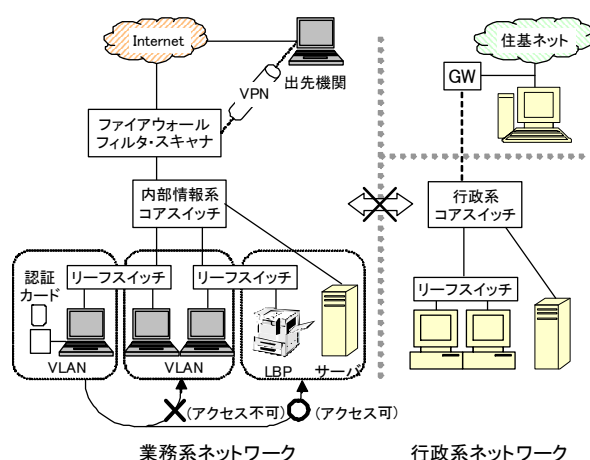 Internet
出先機関
VPN
ファイアウォール
フィルタ・スキャナ
内部情報系
コアスイッチ
リーフスイッチ
リーフスイッチ
認証
カード
VLAN
VLAN
LBP
サーバ
(アクセス不可)
(アクセス可)
業務系ネットワーク
住基ネット
GW
行政系
コアスイッチ
リーフスイッチ
行政系ネットワーク